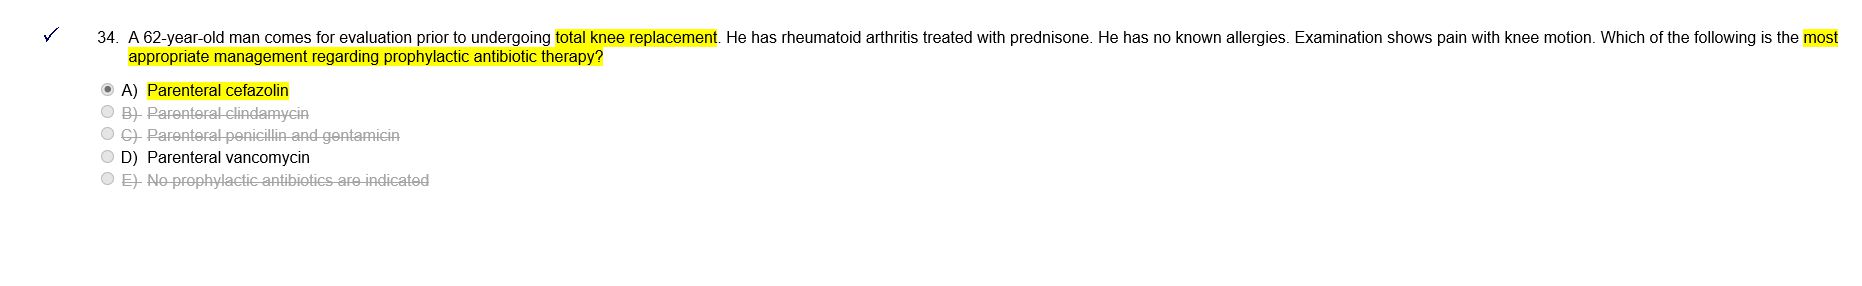 34. A 62-year-old man comes for evaluation prior to undergoing total knee replacement. He has rheumatoid arthritis treated with prednisone. He has no known allergies. Examination shows pain with knee motion. Which of the following is the most
appropriate management regarding prophylactic antibiotic therapy?
A) Parenteral cefazolin
B) Parenteral clindamycin
C) Parenteral penicillin and gentamicin
D) Parenteral vancomycin
E) No prophylactic antibiotics are indicated